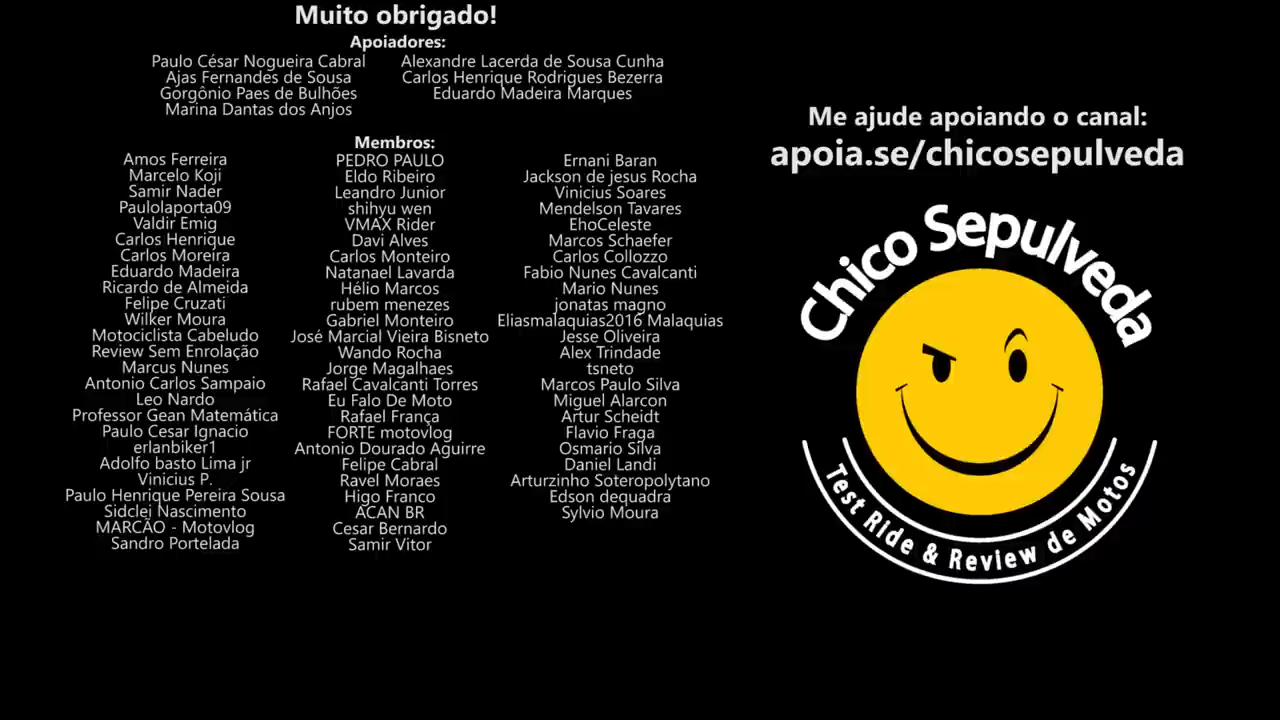 Muito obrigado!
Apoiadores:
Paulo César Nogueira Cabral
Ajas Fernandes de Sousa
Gorgônio Paes de Bulhões
Marina Dantas dos Anjos
Alexandre Lacerda de Sousa Cunha
Carlos Henrique Rodrigues Bezerra
Eduardo Madeira Marques
Membros:
Amos Ferreira
Marcelo Koji
Samir Nader
Paulolaporta09
Valdir Emig
Carlos Henrique
Carlos Moreira
Eduardo Madeira
Ricardo de Almeida
Felipe Cruzati
Wilker Moura
Motociclista Cabeludo
Review Sem Enrolação
Marcus Nunes
Antonio Carlos Sampaio
Leo Nardo
Professor Gean Matemática
Paulo Cesar Ignacio
erlanbiker1
Adolfo basto Lima jr
Vinicius P.
Paulo Henrique Pereira Sousa
Sidclei Nascimento
MARCÃO - Motovlog
Sandro Portelada
PEDRO PAULO
Eldo Ribeiro
Leandro Junior
shihyu wen
VMAX Rider
Davi Alves
Carlos Monteiro
Natanael Lavarda
Hélio Marcos
rubem menezes
Gabriel Monteiro
José Marcial Vieira Bisneto
Wando Rocha
Jorge Magalhaes
Rafael Cavalcanti Torres
Eu Falo De Moto
Rafael França
FORTE motovlog
Antonio Dourado Aguirre
Felipe Cabral
Ravel Moraes
Higo Franco
ACAN BR
Cesar Bernardo
Samir Vitor
Ernani Baran
Jackson de jesus Rocha
Vinicius Soares
Mendelson Tavares
EhoCeleste
Marcos Schaefer
Carlos Collozzo
Fabio Nunes Cavalcanti
Mario Nunes
jonatas magno
Eliasmalaquias2016 Malaquias
Jesse Oliveira
Alex Trindade
tsneto
Marcos Paulo Silva
Miguel Alarcon
Artur Scheidt
Flavio Fraga
Osmario Silva
Daniel Landi
Arturzinho Soteropolytano
Edson dequadra
Sylvio Moura
Me ajude apoiando o canal:
apoia.se/chicosepulveda
Chico Sepulveda
Test Ride & Review de Motos